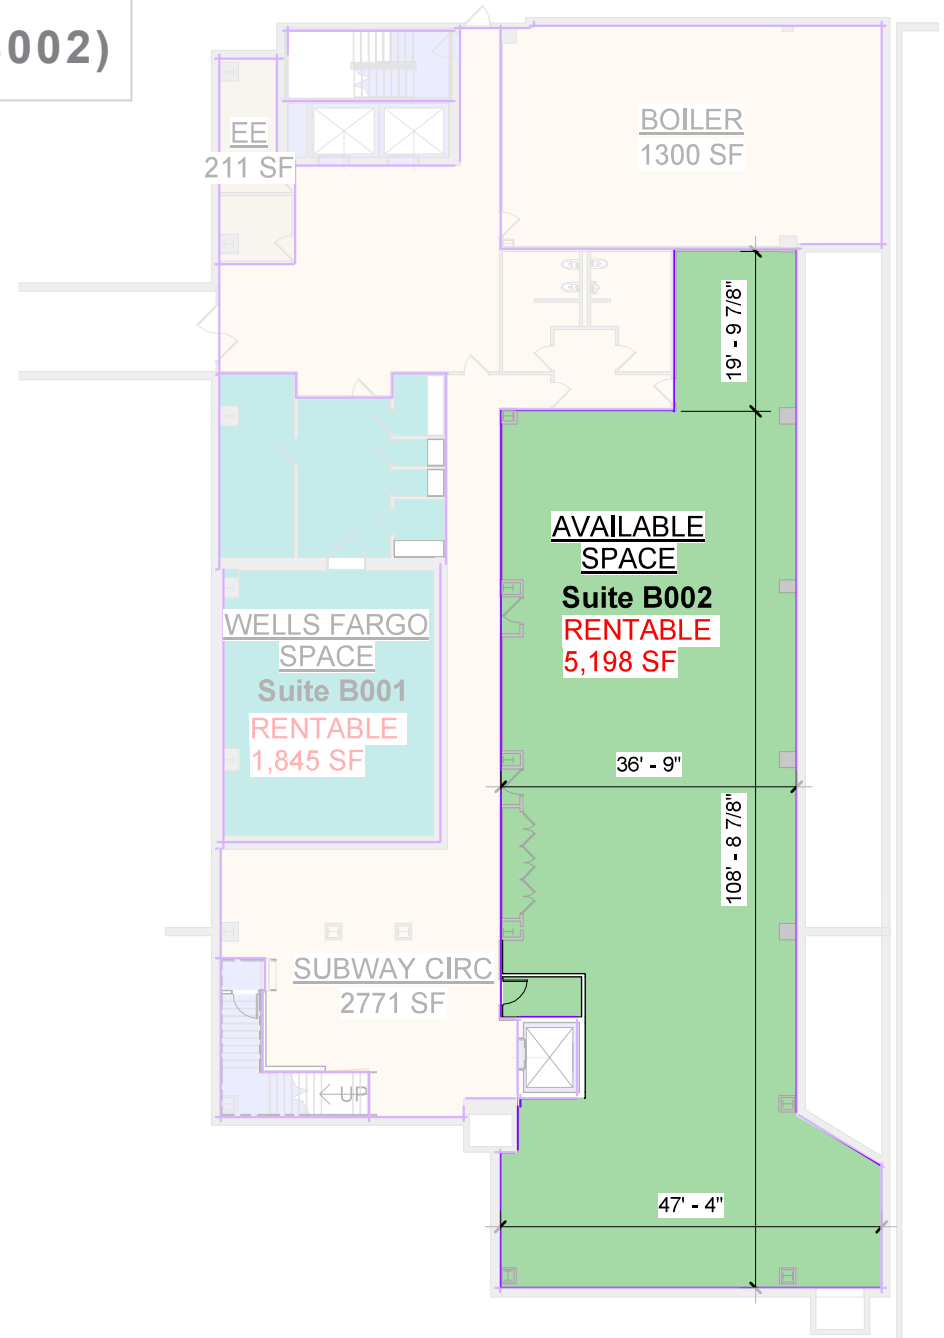 002)
EE
211 SF
BOILER
1300 SF
19' - 9 7/8"
AVAILABLE
SPACE
Suite B002
RENTABLE
5,198 SF
WELLS FARGO
SPACE
Suite B001
RENTABLE
1,845 SF
36' - 9"
108' - 8 7/8"
SUBWAY CIRC
2771 SF
UP
47' - 4"